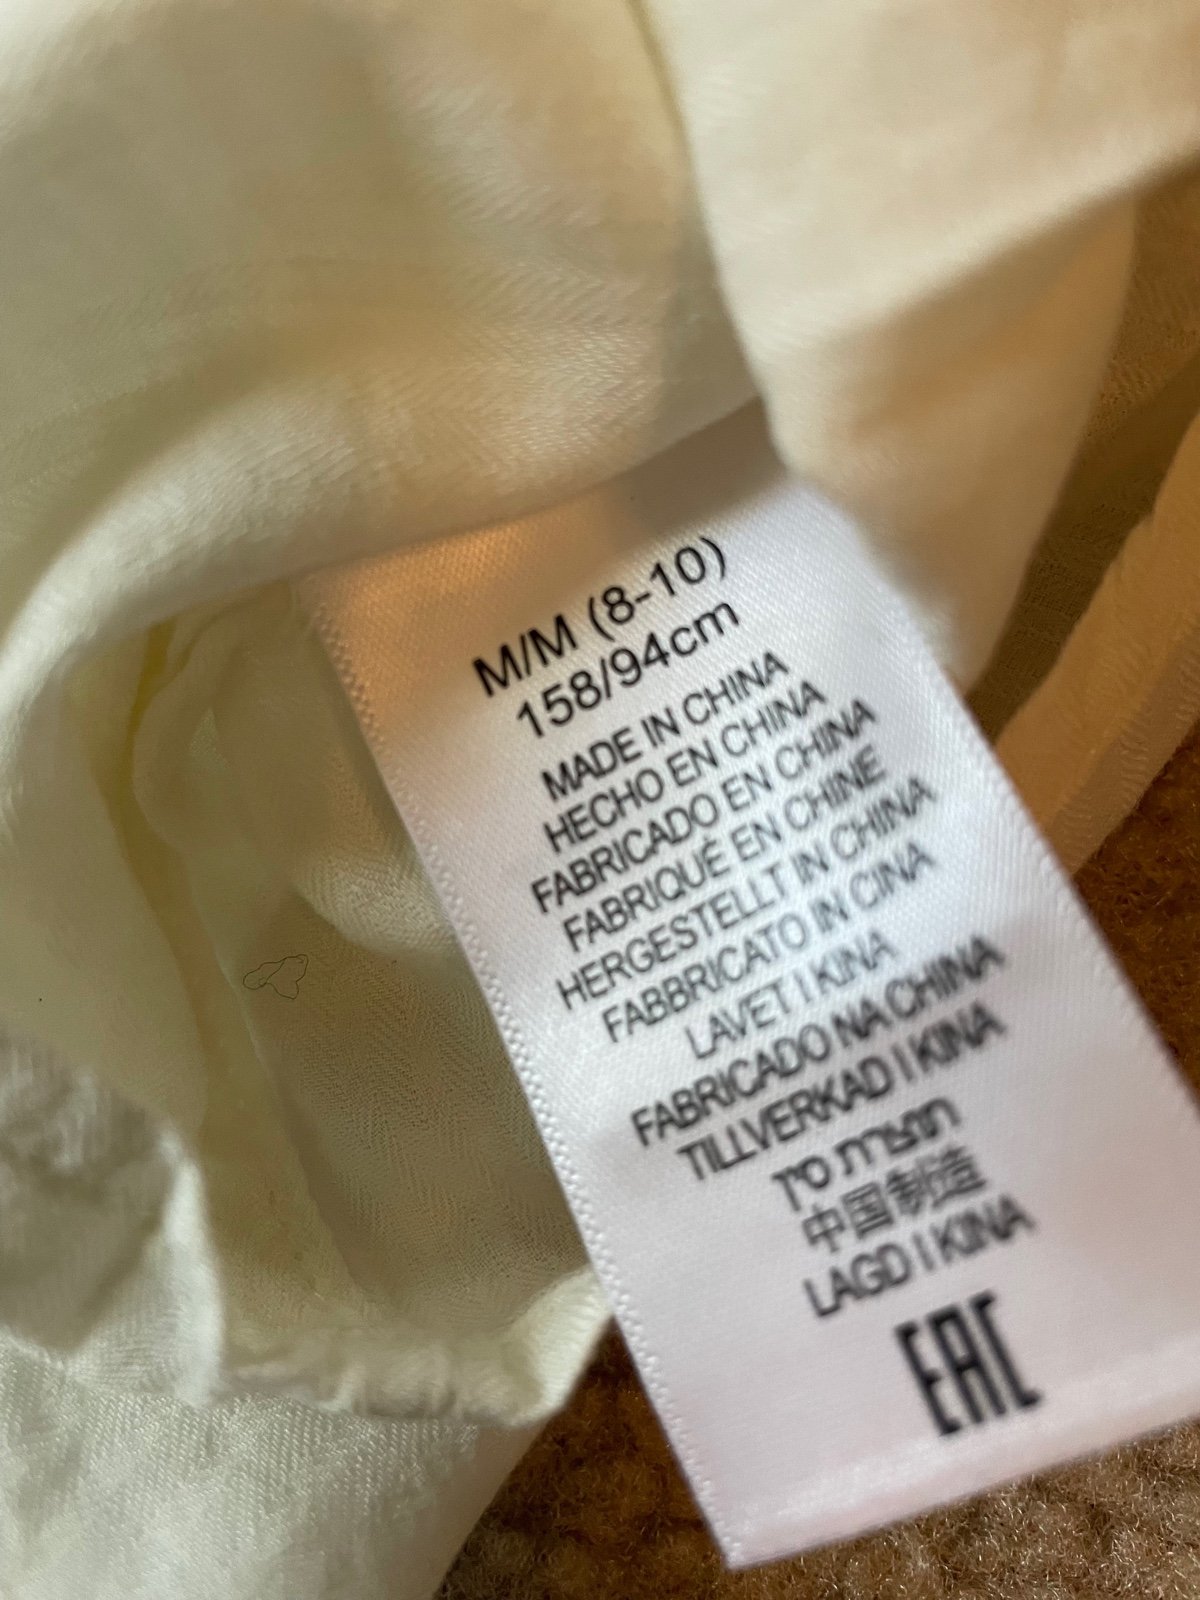 M/M (8-10)
158/94cm
MADE IN CHINA
HECHO EN CHINA
FABRICADO EN CHINA
FABRIQUÉ EN CHINE
HERGESTELLT IN CHINA
FABBRICATO IN CINA
LAVET I KINA
FABRICADO NA CHINA
TILLVERKAD I KINA
תוצרת סין
中国制造
LAGD I KINA
EAC